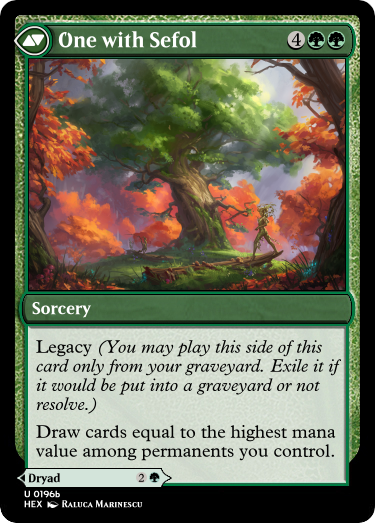 One with Sefol 4
Sorcery
Legacy (You may play this side of this
card only from your graveyard. Exile it if
it would be put into a graveyard or not
resolve.)
Draw cards equal to the highest mana
value among permanents you control.
Dryad 2
U 0196b
HEX Raluca Marinescu